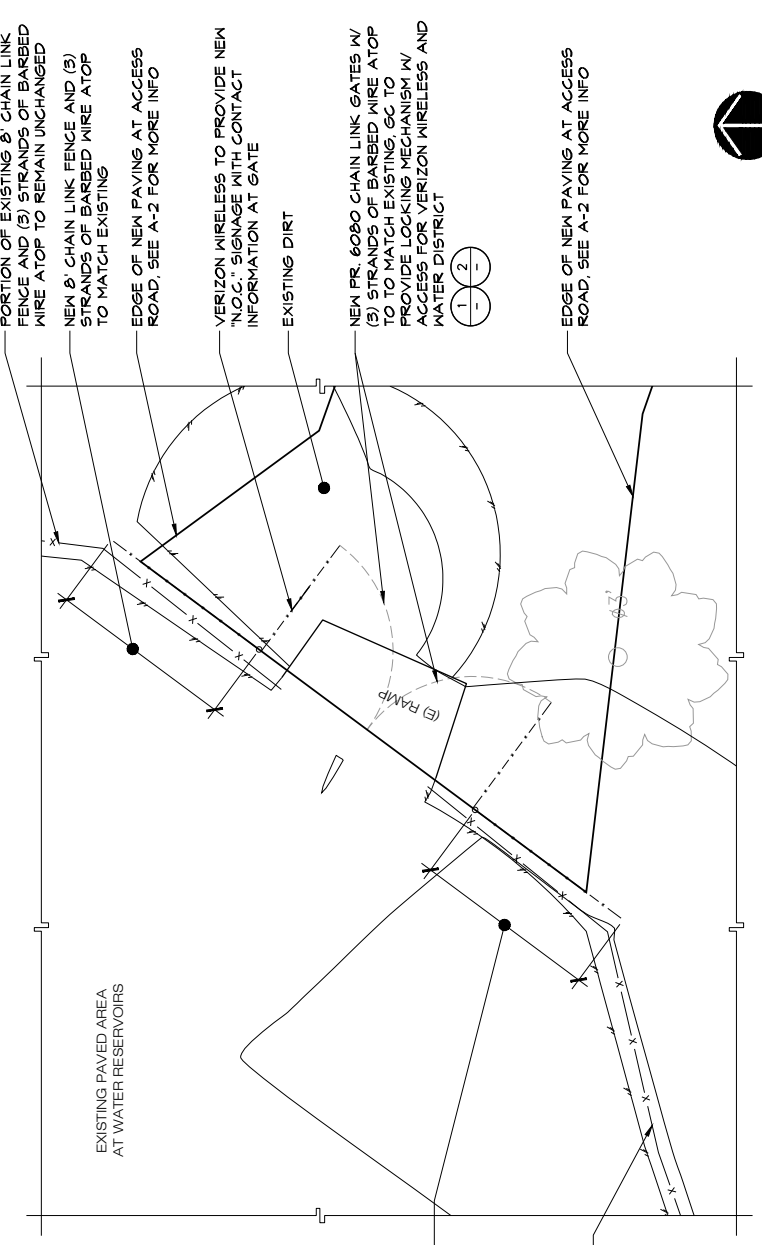 PORTION OF EXISTING 8' CHAIN LINK
FENCE AND (3) STRANDS OF BARBED
WIRE ATOP TO REMAIN UNCHANGED
NEW 8' CHAIN LINK FENCE AND (3)
STRANDS OF BARBED WIRE ATOP
TO MATCH EXISTING
EDGE OF NEW PAVING AT ACCESS
ROAD, SEE A-2 FOR MORE INFO
VERIZON WIRELESS TO PROVIDE NEW
"N.O.C." SIGNAGE WITH CONTACT
INFORMATION AT GATE
EXISTING DIRT
NEW PR. 6080 CHAIN LINK GATES W/
(3) STRANDS OF BARBED WIRE ATOP
TO TO MATCH EXISTING, GC TO
PROVIDE LOCKING MECHANISM W/
ACCESS FOR VERIZON WIRELESS AND
WATER DISTRICT
1 2
- -
EDGE OF NEW PAVING AT ACCESS
ROAD, SEE A-2 FOR MORE INFO
(E) RAMP
EXISTING PAVED AREA
AT WATER RESERVOIRS